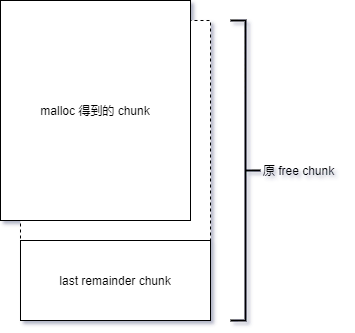 malloc 得到的 chunk
原 free chunk
last remainder chunk